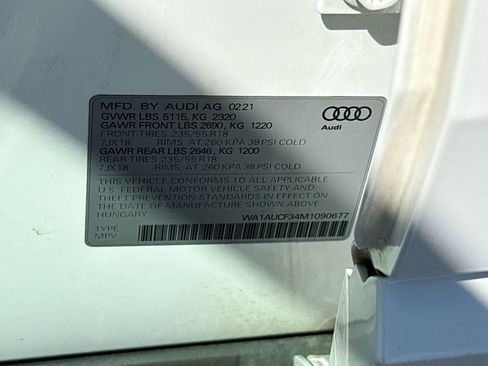 MFD. BY AUDI AG 0221
GVWR LBS 5115, KG 2320
GAWR FRONT LBS 2690, KG 1220
FRONT-TIRES 235/55 R18
7JX18 RIMS, AT 260 KPA 38 PSI COLD
GAWR REAR LBS 2646, KG 1200
REAR-TIRES 235/55 R18
7JX18 RIMS, AT 260 KPA 38 PSI COLD
THIS VEHICLE CONFORMS TO ALL APPLICABLE
U.S. FEDERAL MOTOR VEHICLE SAFETY AND
THEFT PREVENTION STANDARDS IN EFFECT ON
THE DATE OF MANUFACTURE SHOWN ABOVE
HUNGARY WA1AUCF34M1090677
TYPE
MPV
Audi